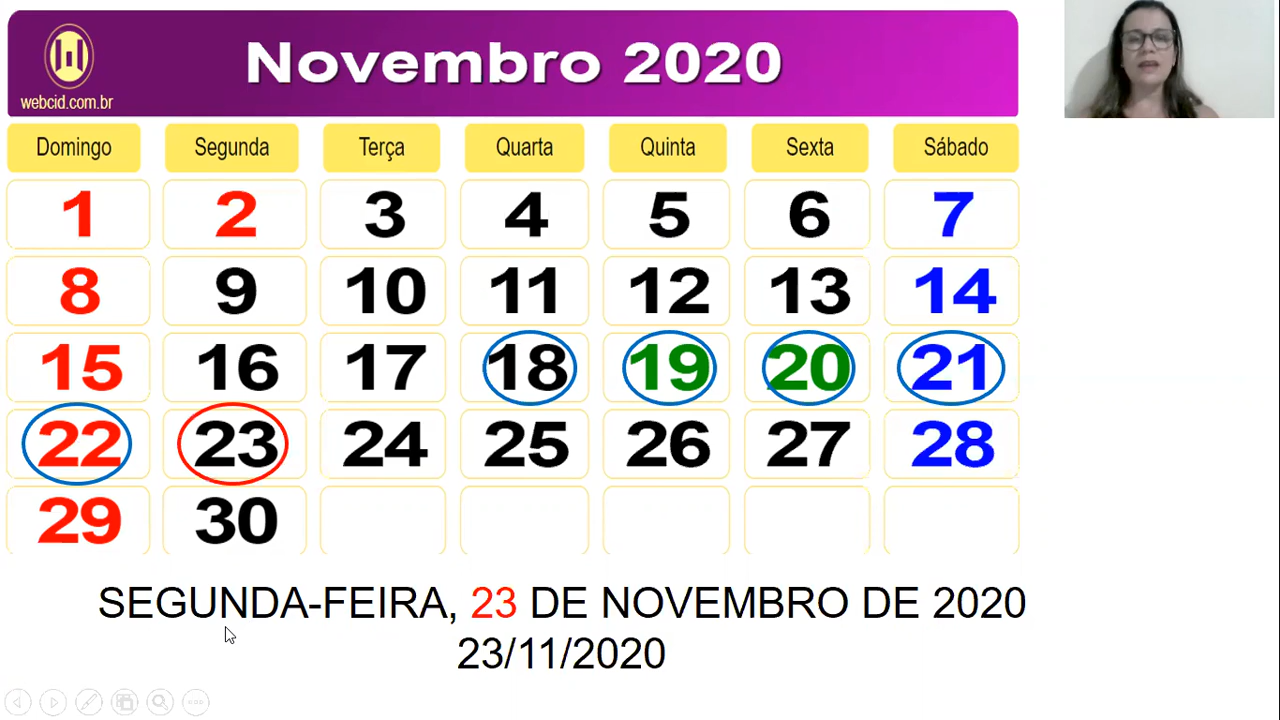 Novembro 2020
webcid.com.br
Domingo Segunda Terça Quarta Quinta Sexta Sábado
1 2 3 4 5 6 7
8 9 10 11 12 13 14
15 16 17 18 19 20 21
22 23 24 25 26 27 28
29 30
SEGUNDA-FEIRA, 23 DE NOVEMBRO DE 2020
23/11/2020